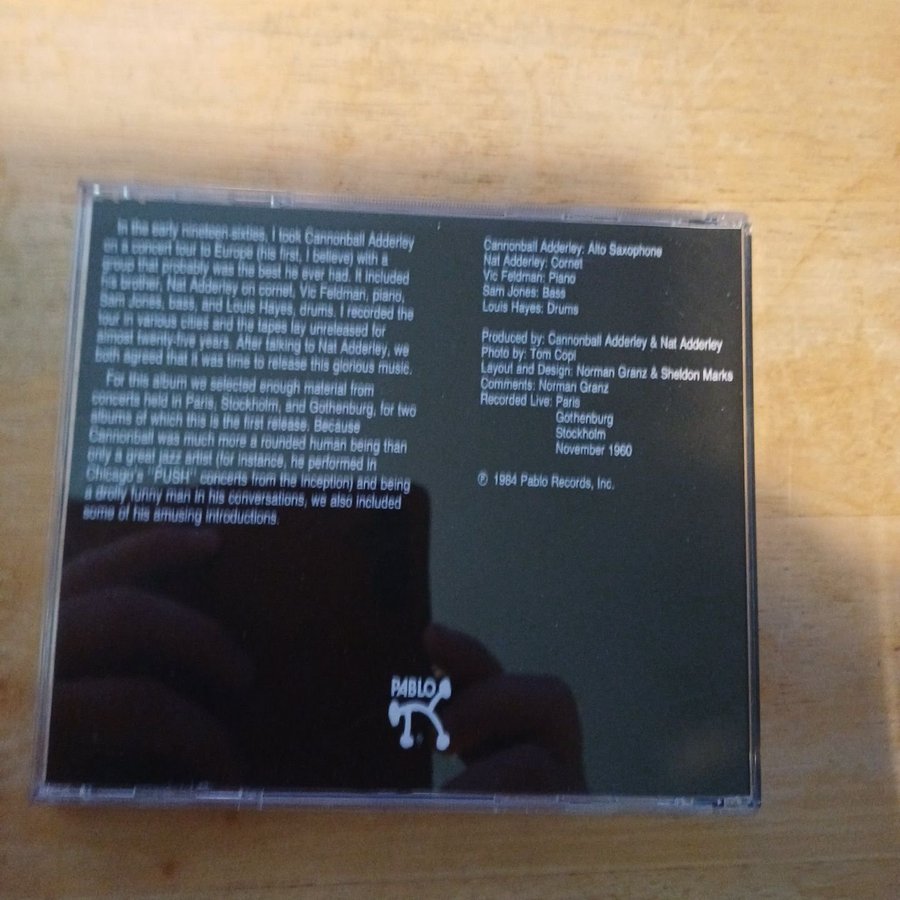 In the early nineteen-sixties, I took Cannonball Adderley
on a concert tour to Europe (his first, I believe) with a
group that probably was the best he ever had. It included
his brother, Nat Adderley on cornet, Vic Feldman, piano,
Sam Jones, bass, and Louis Hayes, drums. I recorded the
tour in various cities and the tapes lay unreleased for
almost twenty-five years. After talking to Nat Adderley, we
both agreed that it was time to release this glorious music.
For this album we selected enough material from
concerts held in Paris, Stockholm, and Gothenburg, for two
albums of which this is the first release. Because
Cannonball was much more a rounded human being than
only a great jazz artist (for instance, he performed in
Chicago's "PUSH" concerts from the inception) and being
a drolly funny man in his conversations, we also included
some of his amusing introductions.
Cannonball Adderley: Alto Saxophone
Nat Adderley: Cornet
Vic Feldman: Piano
Sam Jones: Bass
Louis Hayes: Drums
Produced by: Cannonball Adderley & Nat Adderley
Photo by: Tom Copi
Layout and Design: Norman Granz & Sheldon Marks
Comments: Norman Granz
Recorded Live: Paris
Gothenburg
Stockholm
November 1960
℗ 1984 Pablo Records, Inc.
PABLO